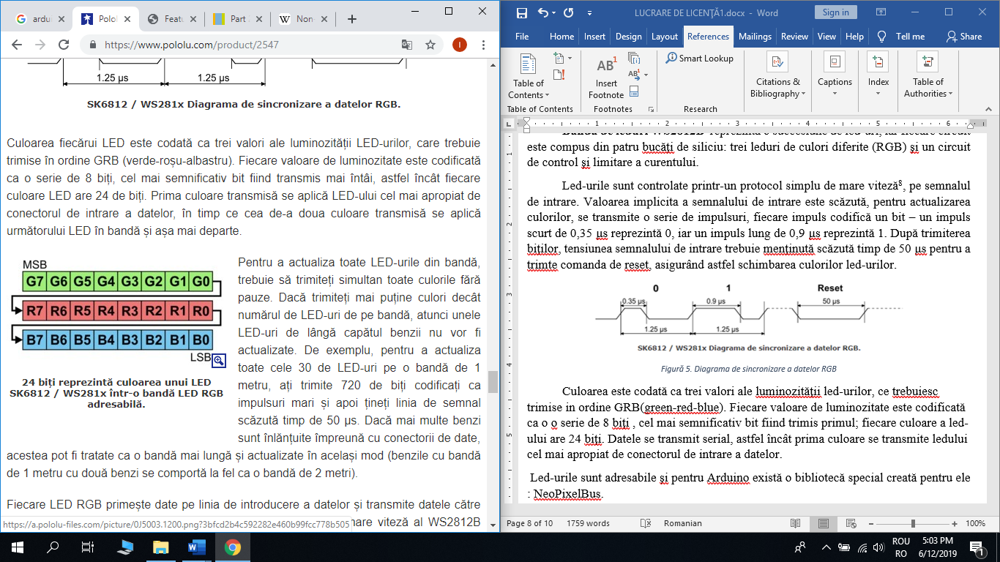 ardu
Polol
Featu
Part
W Non
https://www.pololu.com/product/2547
I
1.25 µs
1.25 µs
SK6812 / WS281x Diagrama de sincronizare a datelor RGB.
Culoarea fiecărui LED este codată ca trei valori ale luminozității LED-urilor, care trebuie
trimise în ordine GRB (verde-roșu-albastru). Fiecare valoare de luminozitate este codificată
ca o serie de 8 biți, cel mai semnificativ bit fiind transmis mai întâi, astfel încât fiecare
culoare LED are 24 de biți. Prima culoare transmisă se aplică LED-ului cel mai apropiat de
conectorul de intrare a datelor, în timp ce cea de-a doua culoare transmisă se aplică
următorului LED în bandă și așa mai departe.
MSB
G7 G6 G5 G4 G3 G2 G1 G0
R7 R6 R5 R4 R3 R2 R1 R0
B7 B6 B5 B4 B3 B2 B1 B0
LSB
24 biți reprezintă culoarea unui LED
SK6812 / WS281x într-o bandă LED RGB
adresabilă.
Pentru a actualiza toate LED-urile din bandă,
trebuie să trimiteți simultan toate culorile fără
pauze. Dacă trimiteți mai puține culori decât
numărul de LED-uri de pe bandă, atunci unele
LED-uri de lângă capătul benzii nu vor fi
actualizate. De exemplu, pentru a actualiza
toate cele 30 de LED-uri pe o bandă de 1
metru, ați trimite 720 de biți codificați ca
impulsuri mari și apoi țineți linia de semnal
scăzută timp de 50 μs. Dacă mai multe benzi
sunt înlănțuite împreună cu conectorii de date,
acestea pot fi tratate ca o bandă mai lungă și actualizate în același mod (benzile cu bandă
de 1 metru cu două benzi se comportă la fel ca o bandă de 2 metri).
Fiecare LED RGB primește date pe linia de introducere a datelor și transmite datele către
mare viteză al WS2812B
https://a.pololu-files.com/picture/0J5003.1200.png?3bfcd2b4c592282e460b99fcc778b505
LUCRARE DE LICENȚĂ1.docx - Word
Sign in
File Home Insert Design Layout References Mailings Review View Help Tell me Share
Table of
Contents
Table of Contents
AB1
Insert
Footnote
AB
Footnotes
Smart Lookup
Research
Citations &
Bibliography
Captions
Index
Table of
Authorities
L
1 2 3 4 5 6
1
2
3
4
5
este compus din patru bucăți de siliciu: trei leduri de culori diferite (RGB) și un circuit
de control și limitare a curentului.
Led-urile sunt controlate printr-un protocol simplu de mare viteză8, pe semnalul
de intrare. Valoarea implicita a semnalului de intrare este scăzută, pentru actualizarea
culorilor, se transmite o serie de impulsuri, fiecare impuls codifică un bit – un impuls
scurt de 0,35 µs reprezintă 0, iar un impuls lung de 0,9 µs reprezintă 1. După trimiterea
biților, tensiunea semnalului de intrare trebuie menținută scăzută timp de 50 µs pentru a
trimte comanda de reset, asigurând astfel schimbarea culorilor led-urilor.
0 1 Reset
0.35 µs 0.9 µs 50 µs
1.25 µs 1.25 µs
SK6812 / WS281x Diagrama de sincronizare a datelor RGB.
Figură 5. Diagrama de sincronizare a datelor RGB
Culoarea este codată ca trei valori ale luminozității led-urilor, ce trebuiesc
trimise in ordine GRB(green-red-blue). Fiecare valoare de luminozitate este codificată
ca o o serie de 8 biți , cel mai semnificativ bit fiind trimis primul; fiecare culoare a led-
ului are 24 biți. Datele se transmit serial, astfel încât prima culoare se transmite ledului
cel mai apropiat de conectorul de intrare a datelor.
Led-urile sunt adresabile și pentru Arduino există o bibliotecă special creată pentru ele
: NeoPixelBus.
Page 8 of 10 1759 words Romanian 100%
ROU
RO
5:03 PM
6/12/2019
1